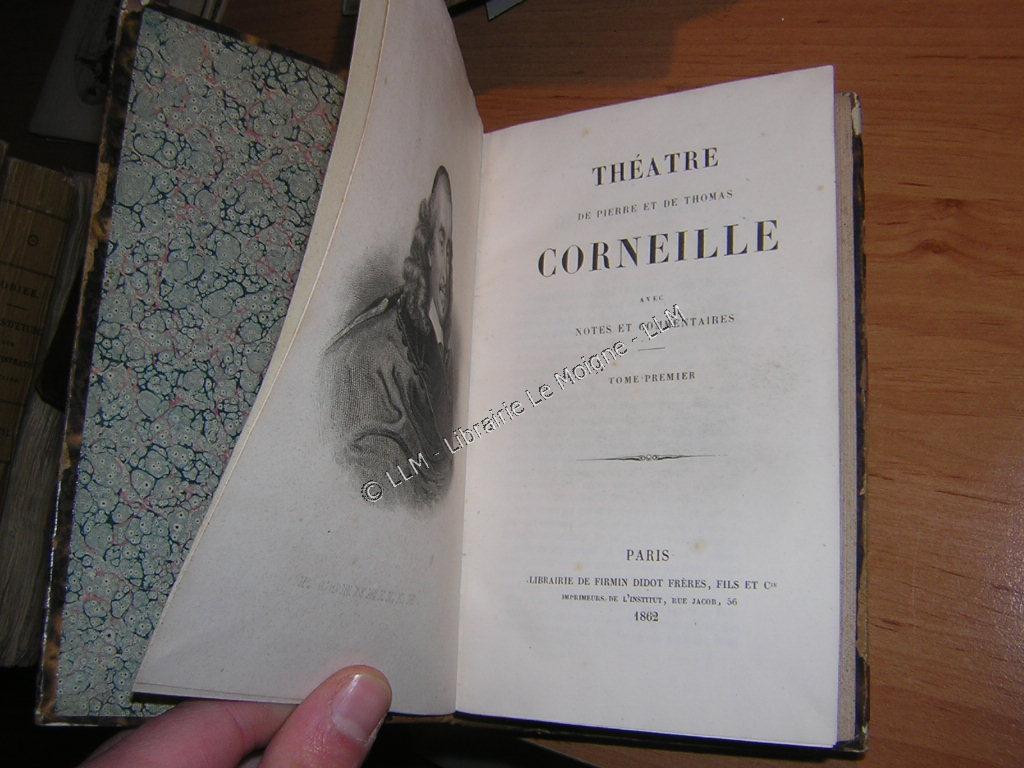 THÉATRE
DE PIERRE ET DE THOMAS
CORNEILLE
AVEC
NOTES ET COMMENTAIRES
TOME PREMIER
PARIS
LIBRAIRIE DE FIRMIN DIDOT FRÈRES, FILS ET Cie
IMPRIMEURS DE L'INSTITUT, RUE JACOB, 56
1862
P. CORNEILLE.
© LLM - Librairie Le Moigne - LLM